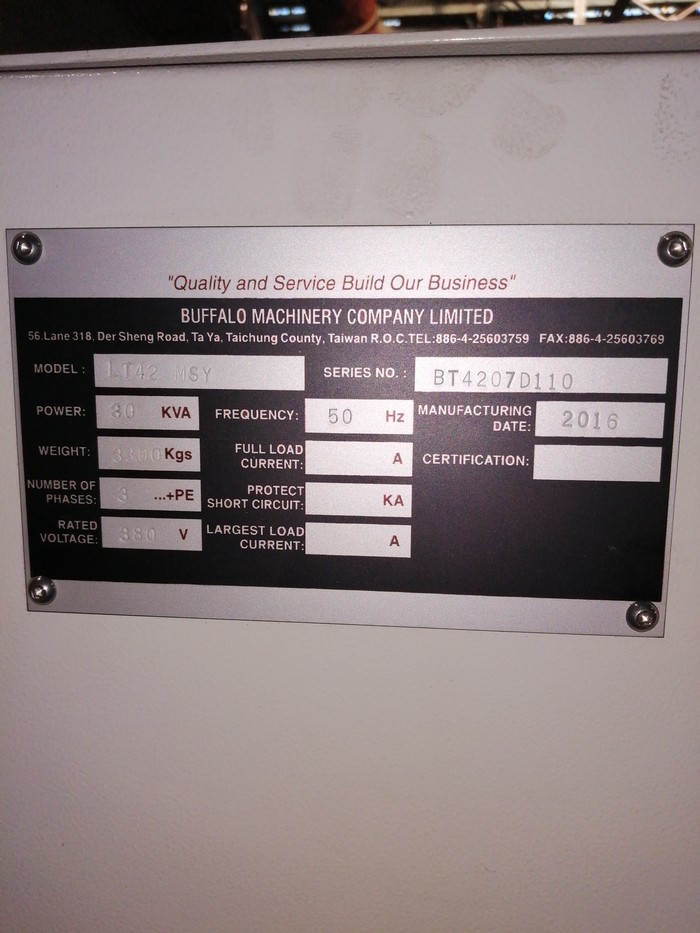 "Quality and Service Build Our Business"
BUFFALO MACHINERY COMPANY LIMITED
56.Lane 318. Der Sheng Road, Ta Ya, Taichung County, Taiwan R.O.C.TEL:886-4-25603759 FAX:886-4-25603769
MODEL : LT42 MSY SERIES NO. : BT4207D110
POWER: 30 KVA FREQUENCY: 50 Hz MANUFACTURING DATE: 2016
WEIGHT: 3300 Kgs FULL LOAD CURRENT: A CERTIFICATION:
NUMBER OF PHASES: 3 ...+PE PROTECT SHORT CIRCUIT: KA
RATED VOLTAGE: 380 V LARGEST LOAD CURRENT: A